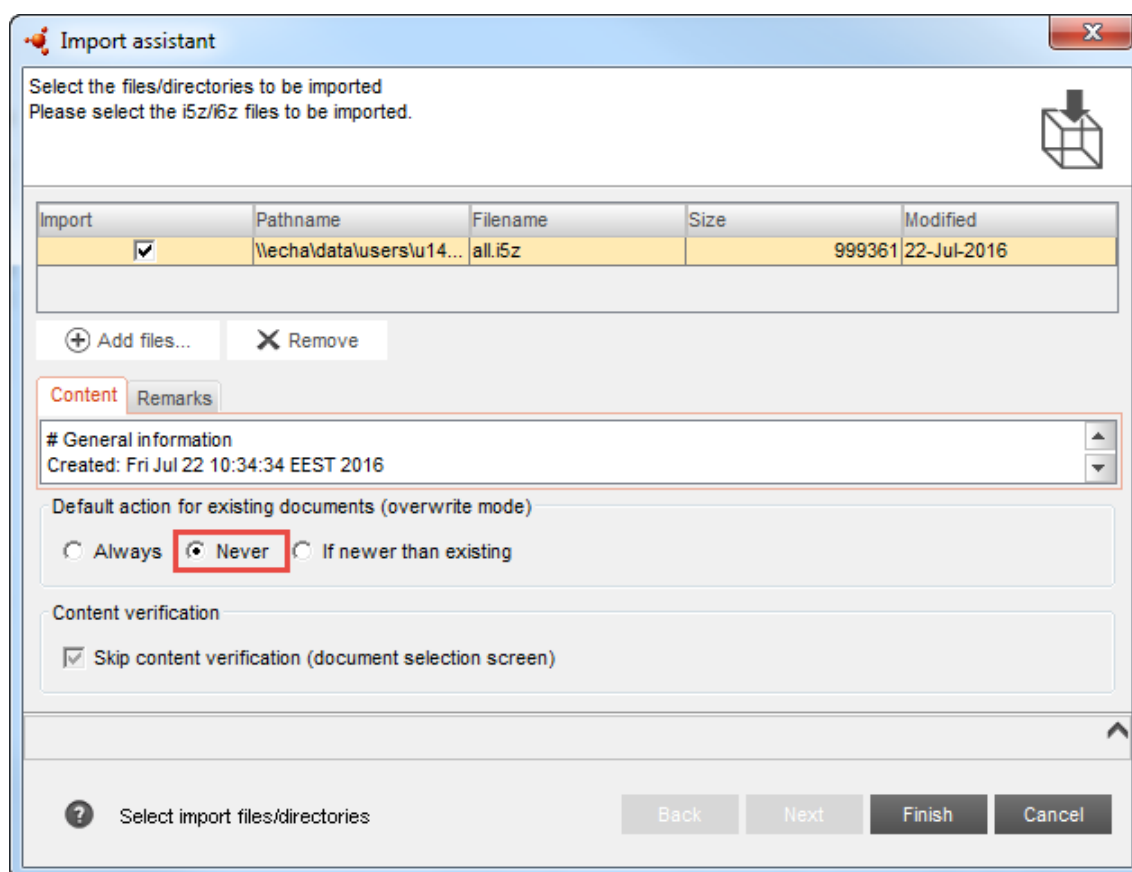 Import assistant
Select the files/directories to be imported
Please select the i5z/i6z files to be imported.
Import Pathname Filename Size Modified
\\echa\data\users\u14... all.i5z 999361 22-Jul-2016
Add files... Remove
Content Remarks
# General information
Created: Fri Jul 22 10:34:34 EEST 2016
Default action for existing documents (overwrite mode)
Always Never If newer than existing
Content verification
Skip content verification (document selection screen)
? Select import files/directories Back Next Finish Cancel